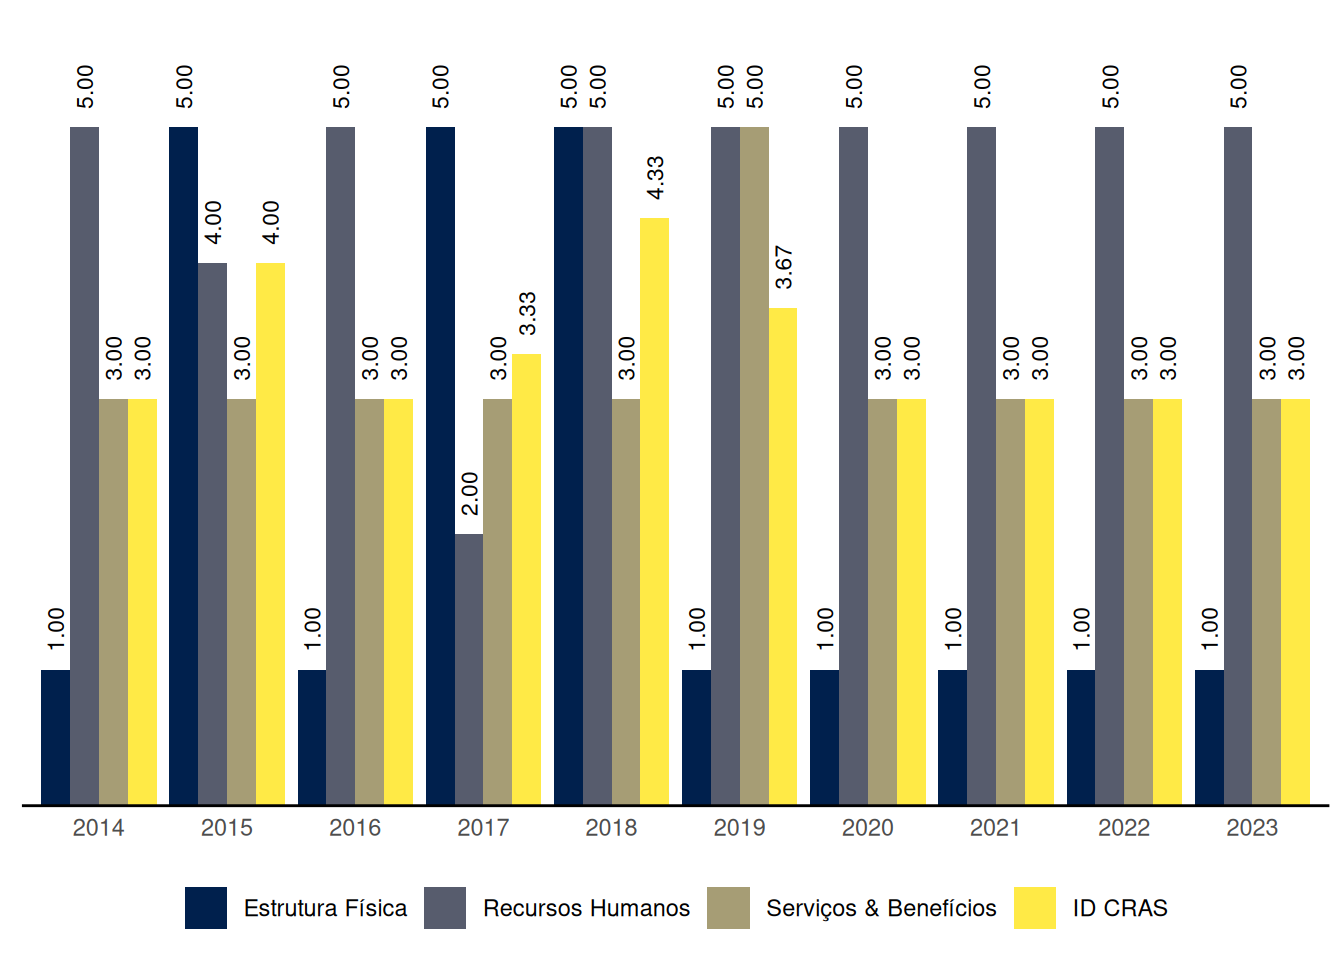 5.00 5.00 5.00 5.00 5.00 5.00 5.00 5.00 5.00 5.00 5.00 5.00
4.33
4.00 4.00
3.67
3.33
3.00 3.00 3.00 3.00 3.00 3.00 3.00 3.00 3.00 3.00 3.00 3.00 3.00 3.00 3.00
2.00
1.00 1.00 1.00 1.00 1.00 1.00 1.00
2014 2015 2016 2017 2018 2019 2020 2021 2022 2023
Estrutura Física Recursos Humanos Serviços & Benefícios ID CRAS